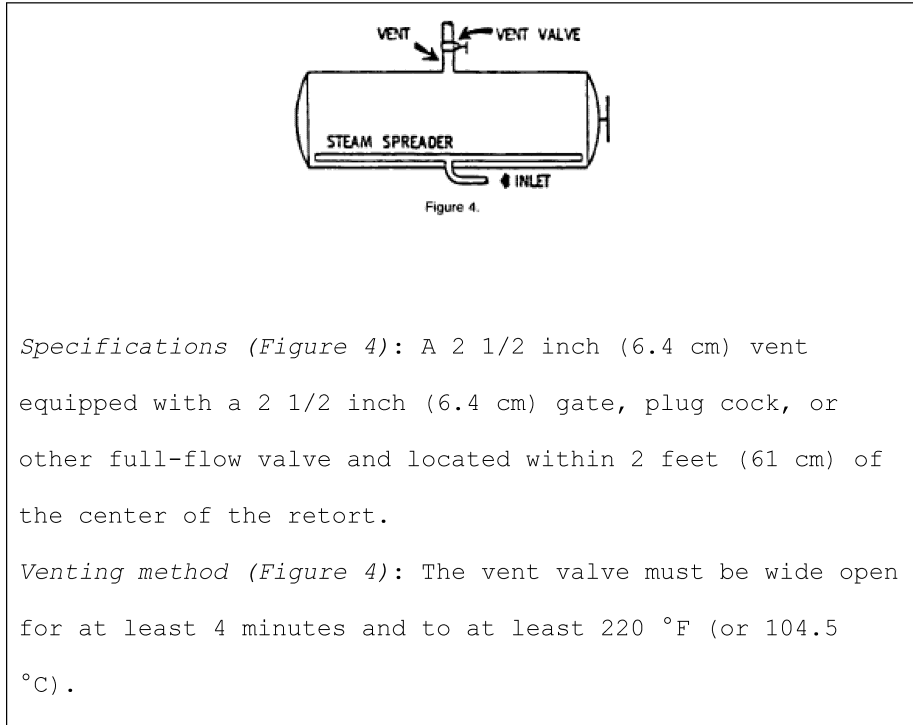 VENT VENT VALVE
STEAM SPREADER
INLET
Figure 4.
Specifications (Figure 4): A 2 1/2 inch (6.4 cm) vent
equipped with a 2 1/2 inch (6.4 cm) gate, plug cock, or
other full-flow valve and located within 2 feet (61 cm) of
the center of the retort.
Venting method (Figure 4): The vent valve must be wide open
for at least 4 minutes and to at least 220 °F (or 104.5
°C).